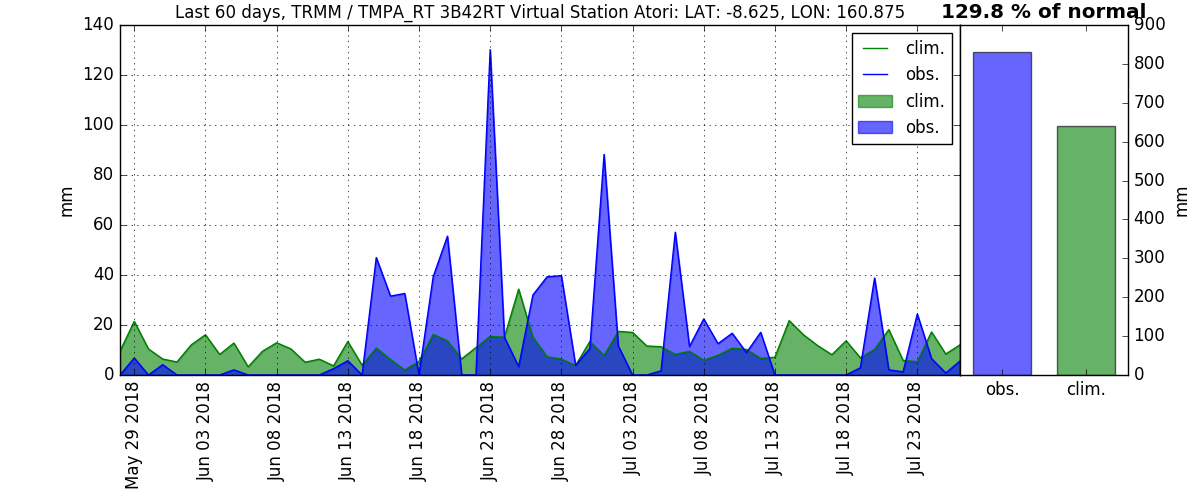 Last 60 days, TRMM / TMPA_RT 3B42RT Virtual Station Atori: LAT: -8.625, LON: 160.875
129.8 % of normal
mm
140
120
100
80
60
40
20
0
clim.
obs.
clim.
obs.
900
800
700
600
500
400
300
200
100
0
mm
May 29 2018
Jun 03 2018
Jun 08 2018
Jun 13 2018
Jun 18 2018
Jun 23 2018
Jun 28 2018
Jul 03 2018
Jul 08 2018
Jul 13 2018
Jul 18 2018
Jul 23 2018
obs.
clim.